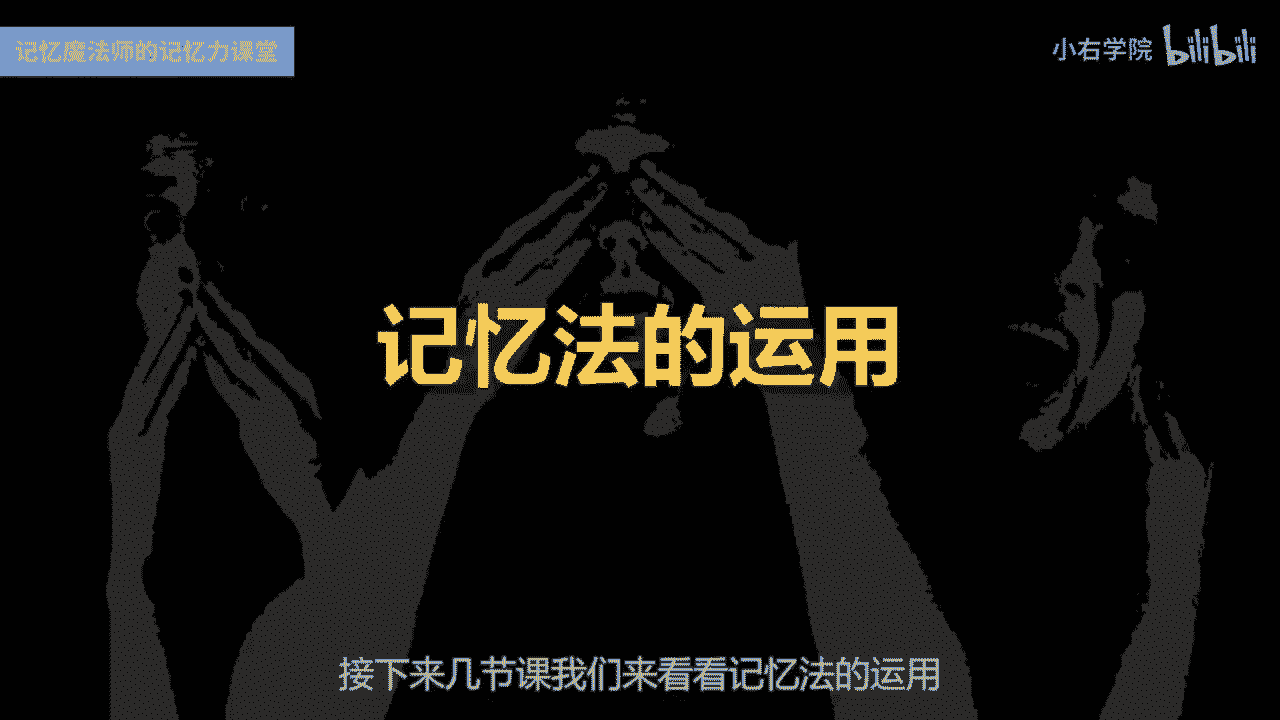 记忆魔法师的记忆力课堂
小右学院 bilibili
记忆法的运用
接下来几节课我们来看看记忆法的运用